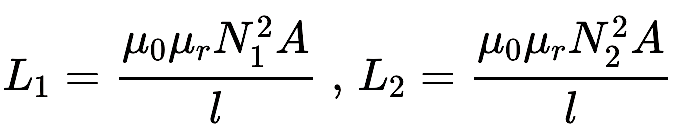 L₁ = μ₀μᵣN₁²A / l , L₂ = μ₀μᵣN₂²A / l